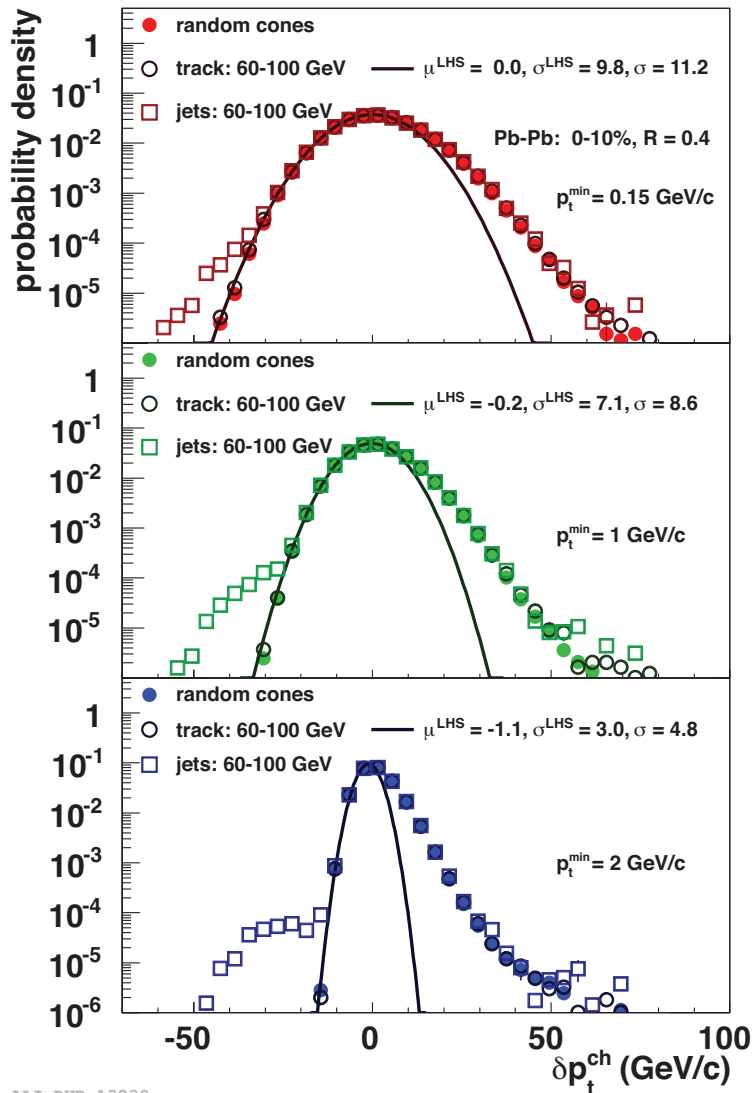 random cones
track: 60-100 GeV
μ^LHS = 0.0, σ^LHS = 9.8, σ = 11.2
jets: 60-100 GeV
Pb-Pb: 0-10%, R = 0.4
p_t^min = 0.15 GeV/c
probability density
1
10^-1
10^-2
10^-3
10^-4
10^-5
random cones
track: 60-100 GeV
μ^LHS = -0.2, σ^LHS = 7.1, σ = 8.6
jets: 60-100 GeV
p_t^min = 1 GeV/c
1
10^-1
10^-2
10^-3
10^-4
10^-5
random cones
track: 60-100 GeV
μ^LHS = -1.1, σ^LHS = 3.0, σ = 4.8
jets: 60-100 GeV
p_t^min = 2 GeV/c
1
10^-1
10^-2
10^-3
10^-4
10^-5
10^-6
-50 0 50 100
δp_t^ch (GeV/c)